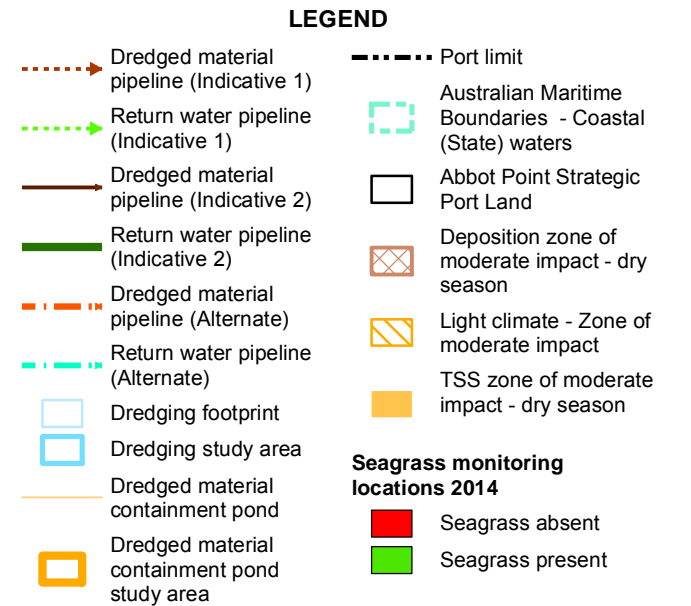 LEGEND
Dredged material
pipeline (Indicative 1)
Return water pipeline
(Indicative 1)
Dredged material
pipeline (Indicative 2)
Return water pipeline
(Indicative 2)
Dredged material
pipeline (Alternate)
Return water pipeline
(Alternate)
Dredging footprint
Dredging study area
Dredged material
containment pond
Dredged material
containment pond
study area
Port limit
Australian Maritime
Boundaries - Coastal
(State) waters
Abbot Point Strategic
Port Land
Deposition zone of
moderate impact - dry
season
Light climate - Zone of
moderate impact
TSS zone of moderate
impact - dry season
Seagrass monitoring
locations 2014
Seagrass absent
Seagrass present